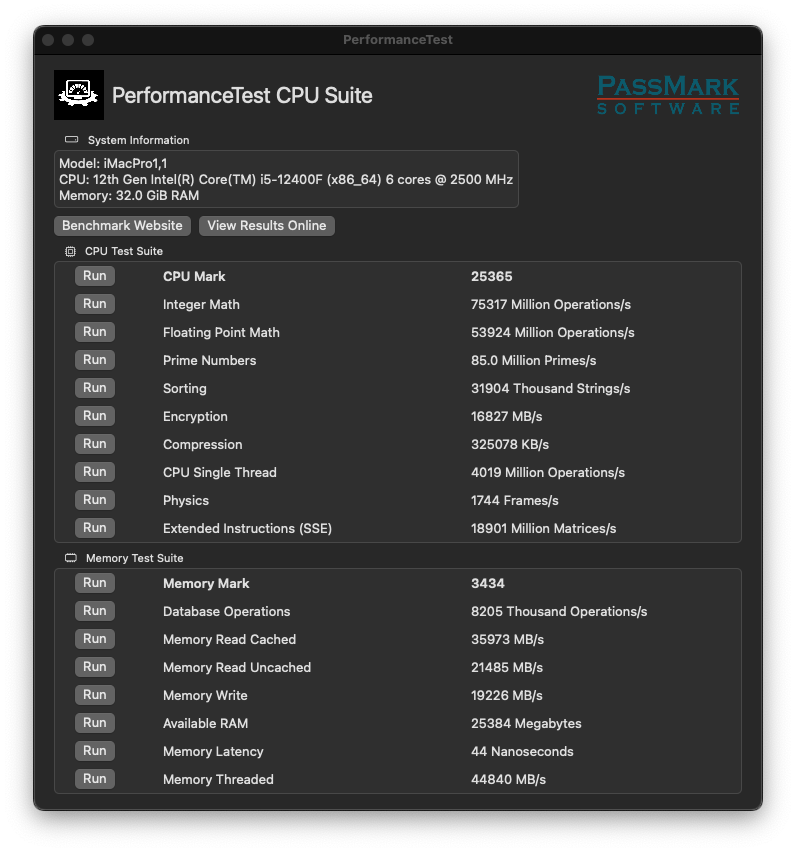 PerformanceTest
PerformanceTest CPU Suite
PASSMARK
SOFTWARE
System Information
Model: iMacPro1,1
CPU: 12th Gen Intel(R) Core(TM) i5-12400F (x86_64) 6 cores @ 2500 MHz
Memory: 32.0 GiB RAM
Benchmark Website View Results Online
CPU Test Suite
Run CPU Mark 25365
Run Integer Math 75317 Million Operations/s
Run Floating Point Math 53924 Million Operations/s
Run Prime Numbers 85.0 Million Primes/s
Run Sorting 31904 Thousand Strings/s
Run Encryption 16827 MB/s
Run Compression 325078 KB/s
Run CPU Single Thread 4019 Million Operations/s
Run Physics 1744 Frames/s
Run Extended Instructions (SSE) 18901 Million Matrices/s
Memory Test Suite
Run Memory Mark 3434
Run Database Operations 8205 Thousand Operations/s
Run Memory Read Cached 35973 MB/s
Run Memory Read Uncached 21485 MB/s
Run Memory Write 19226 MB/s
Run Available RAM 25384 Megabytes
Run Memory Latency 44 Nanoseconds
Run Memory Threaded 44840 MB/s